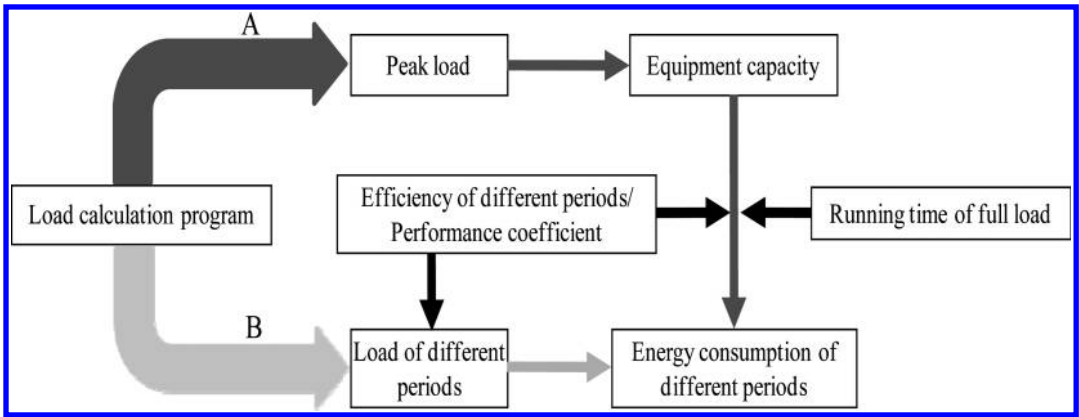 A
Peak load
Equipment capacity
Load calculation program
Efficiency of different periods/
Performance coefficient
Running time of full load
B
Load of different
periods
Energy consumption of
different periods